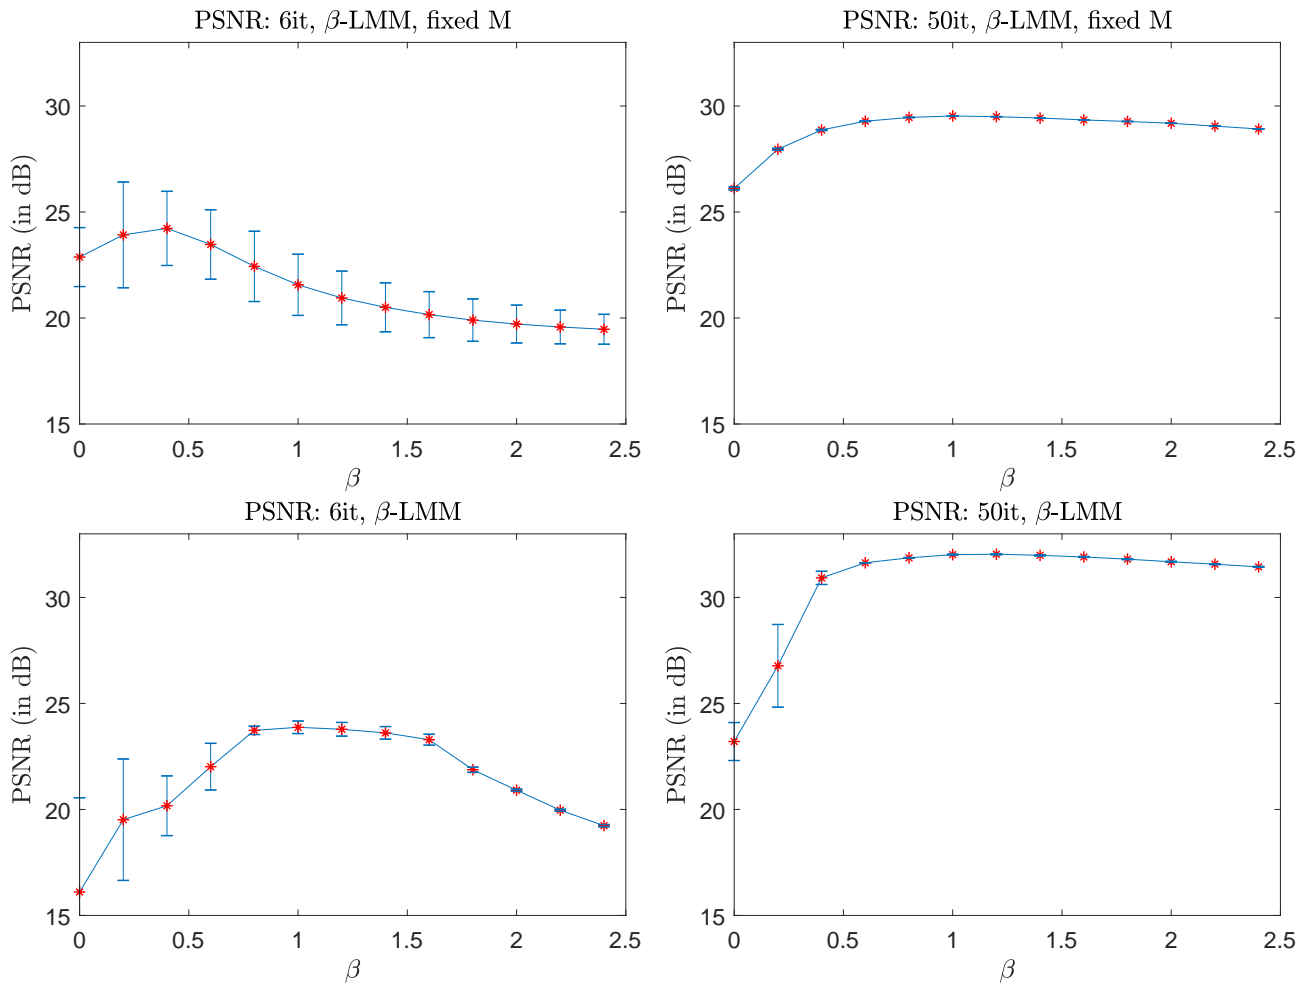 PSNR: 6it, β-LMM, fixed M
PSNR (in dB)
30
25
20
15
0 0.5 1 1.5 2 2.5
β
PSNR: 50it, β-LMM, fixed M
PSNR (in dB)
30
25
20
15
0 0.5 1 1.5 2 2.5
β
PSNR: 6it, β-LMM
PSNR (in dB)
30
25
20
15
0 0.5 1 1.5 2 2.5
β
PSNR: 50it, β-LMM
PSNR (in dB)
30
25
20
15
0 0.5 1 1.5 2 2.5
β